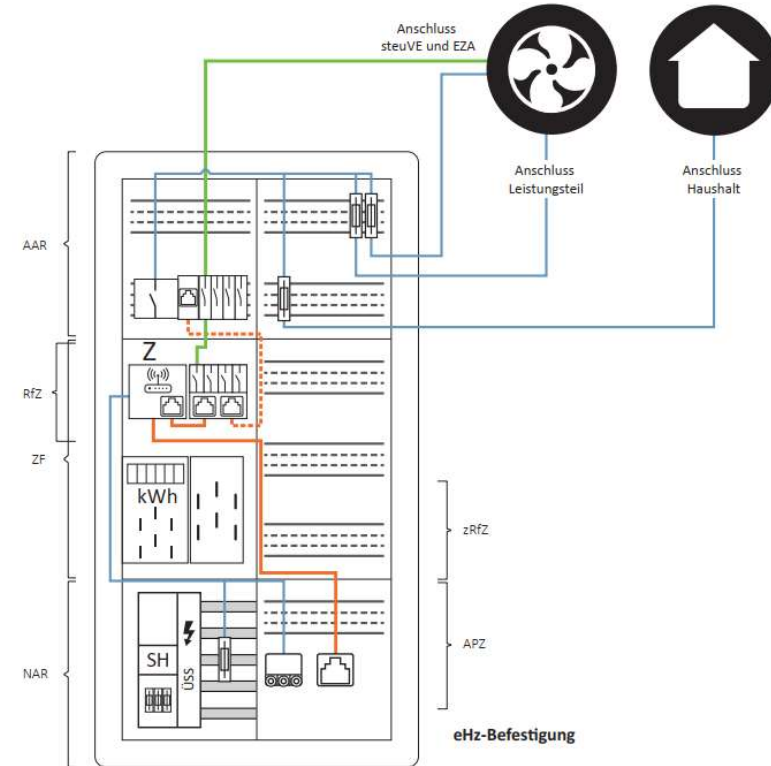 Anschluss
steuVE und EZA
Anschluss
Leistungsteil
Anschluss
Haushalt
AAR
Z
RfZ
ZF
kWh
zRfZ
SH
ÜSS
APZ
NAR
eHz-Befestigung